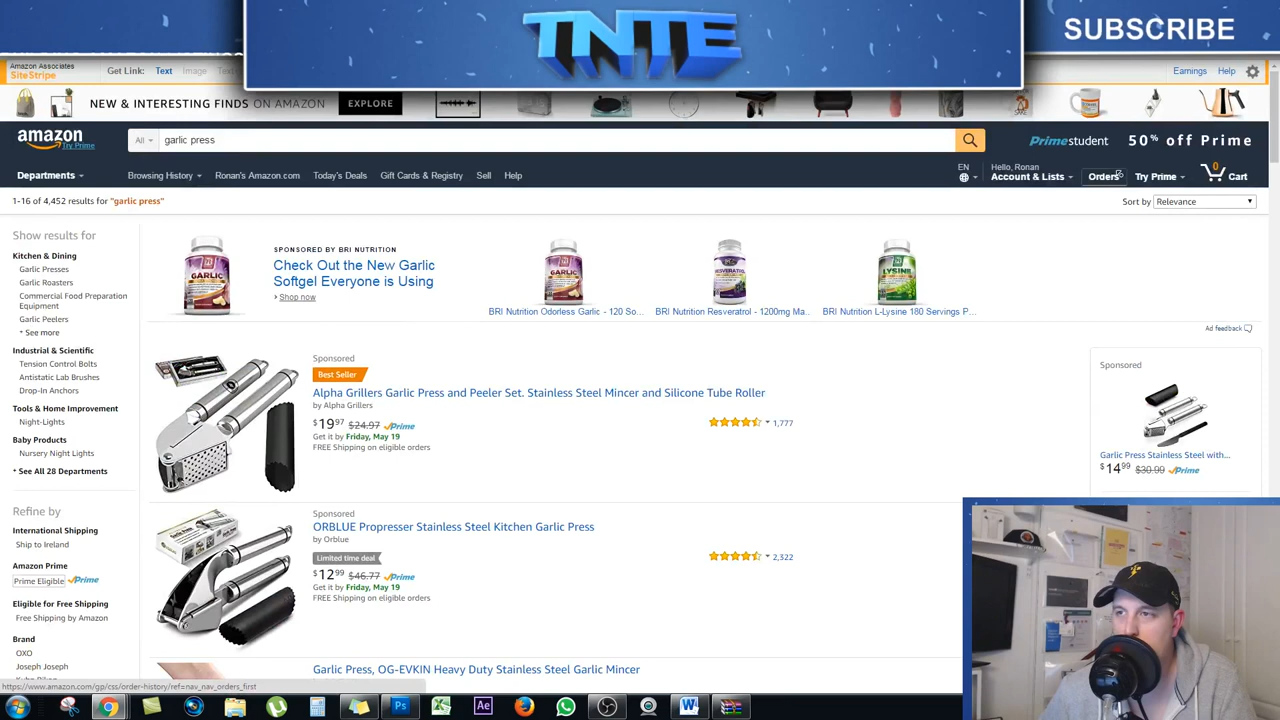 TNTE
SUBSCRIBE
Amazon Associates
SiteStripe
Get Link: Text Image
Earnings Help
NEW & INTERESTING FINDS ON AMAZON EXPLORE
amazon
Try Prime
All
garlic press
Prime student 50% off Prime
Departments
Browsing History Ronan's Amazon.com Today's Deals Gift Cards & Registry Sell Help
EN
Hello, Ronan
Account & Lists
Orders
Try Prime
0
Cart
1-16 of 4,452 results for "garlic press"
Sort by Relevance
Show results for
Kitchen & Dining
Garlic Presses
Garlic Roasters
Commercial Food Preparation
Equipment
Garlic Peelers
+ See more
Industrial & Scientific
Tension Control Bolts
Antistatic Lab Brushes
Drop-In Anchors
Tools & Home Improvement
Night-Lights
Baby Products
Nursery Night Lights
+ See All 28 Departments
Refine by
International Shipping
Ship to Ireland
Amazon Prime
Prime Eligible Prime
Eligible for Free Shipping
Free Shipping by Amazon
Brand
OXO
Joseph Joseph
SPONSORED BY BRI NUTRITION
Check Out the New Garlic
Softgel Everyone is Using
› Shop now
GARLIC
GARLIC
RESVERATROL
LYSINE
BRI Nutrition Odorless Garlic - 120 So...
BRI Nutrition Resveratrol - 1200mg Ma..
BRI Nutrition L-Lysine 180 Servings P...
Ad feedback
Sponsored
Best Seller
Alpha Grillers Garlic Press and Peeler Set. Stainless Steel Mincer and Silicone Tube Roller
by Alpha Grillers
$19.97 $24.97 Prime
Get it by Friday, May 19
FREE Shipping on eligible orders
1,777
Sponsored
ORBLUE Propresser Stainless Steel Kitchen Garlic Press
by Orblue
Limited time deal
$12.99 $46.77 Prime
Get it by Friday, May 19
FREE Shipping on eligible orders
2,322
Garlic Press, OG-EVKIN Heavy Duty Stainless Steel Garlic Mincer
Sponsored
Garlic Press Stainless Steel with...
$14.99 $30.99 Prime
https://www.amazon.com/gp/css/order-history/ref=nav_nav_orders_first
Ps
Ae
W